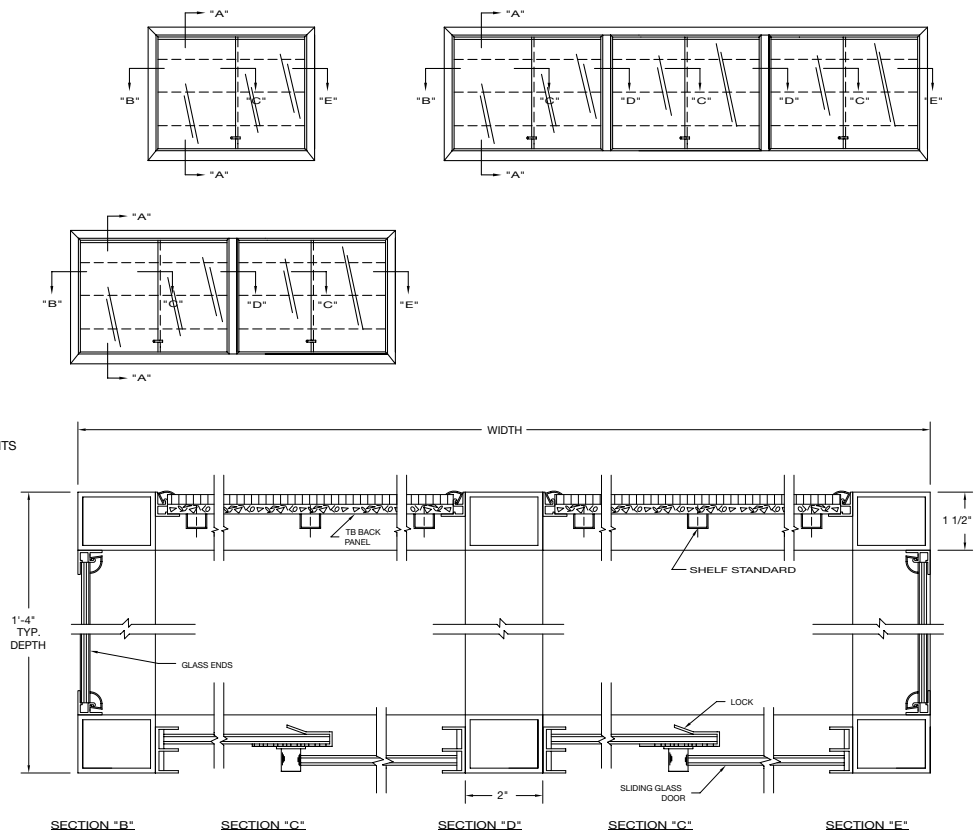 "A"
"A"
"B"
"C"
"E"
"B"
"C"
"D"
"C"
"D"
"C"
"E"
"A"
"A"
"A"
"B"
"C"
"D"
"C"
"E"
"A"
WIDTH
TS
1 1/2"
TB BACK
PANEL
SHELF STANDARD
1'-4"
TYP.
DEPTH
GLASS ENDS
LOCK
SLIDING GLASS
DOOR
2"
SECTION "B"
SECTION "C"
SECTION "D"
SECTION "C"
SECTION "E"